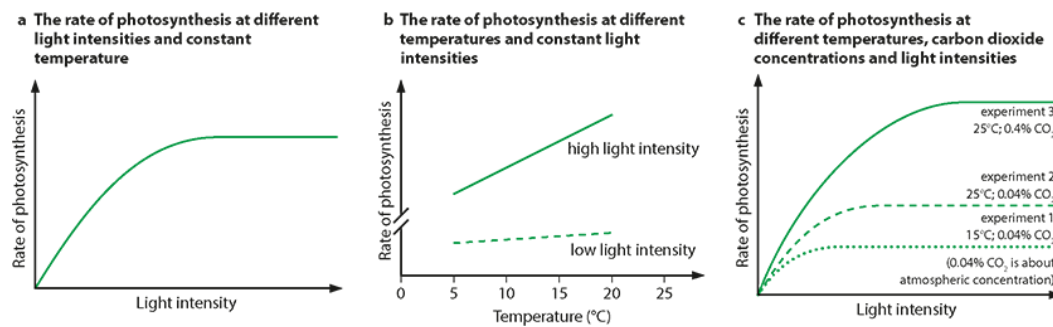 a The rate of photosynthesis at different
light intensities and constant
temperature
Rate of photosynthesis
Light intensity
b The rate of photosynthesis at different
temperatures and constant light
intensities
Rate of photosynthesis
high light intensity
low light intensity
0 5 10 15 20 25
Temperature (°C)
c The rate of photosynthesis at
different temperatures, carbon dioxide
concentrations and light intensities
Rate of photosynthesis
experiment 3
25°C; 0.4% CO₂
experiment 2
25°C; 0.04% CO₂
experiment 1
15°C; 0.04% CO₂
(0.04% CO₂ is about
atmospheric concentration)
Light intensity